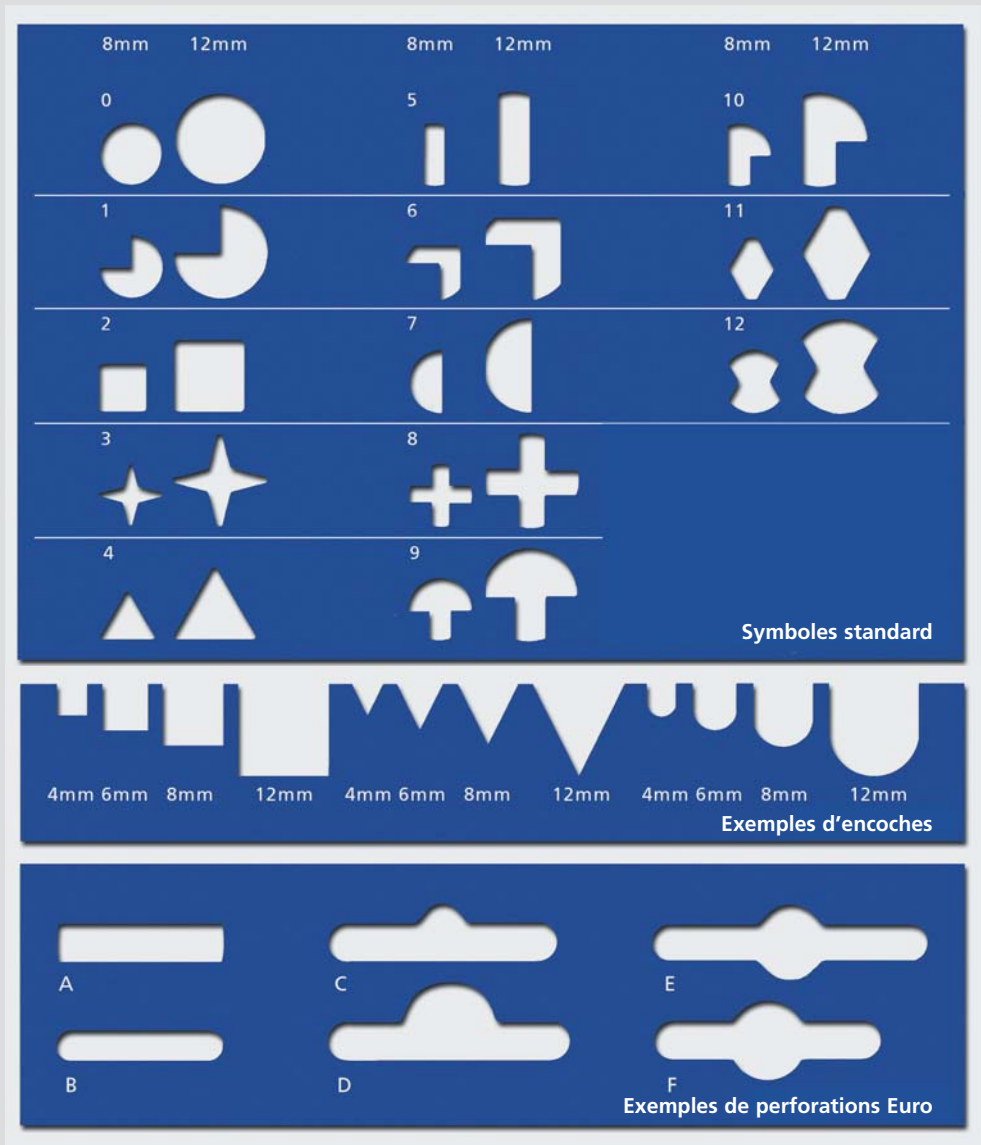 8mm 12mm 8mm 12mm 8mm 12mm
0 5 10
1 6 11
2 7 12
3 8
4 9
Symboles standard
4mm 6mm 8mm 12mm 4mm 6mm 8mm 12mm 4mm 6mm 8mm 12mm
Exemples d’encoches
A C E
B D F
Exemples de perforations Euro